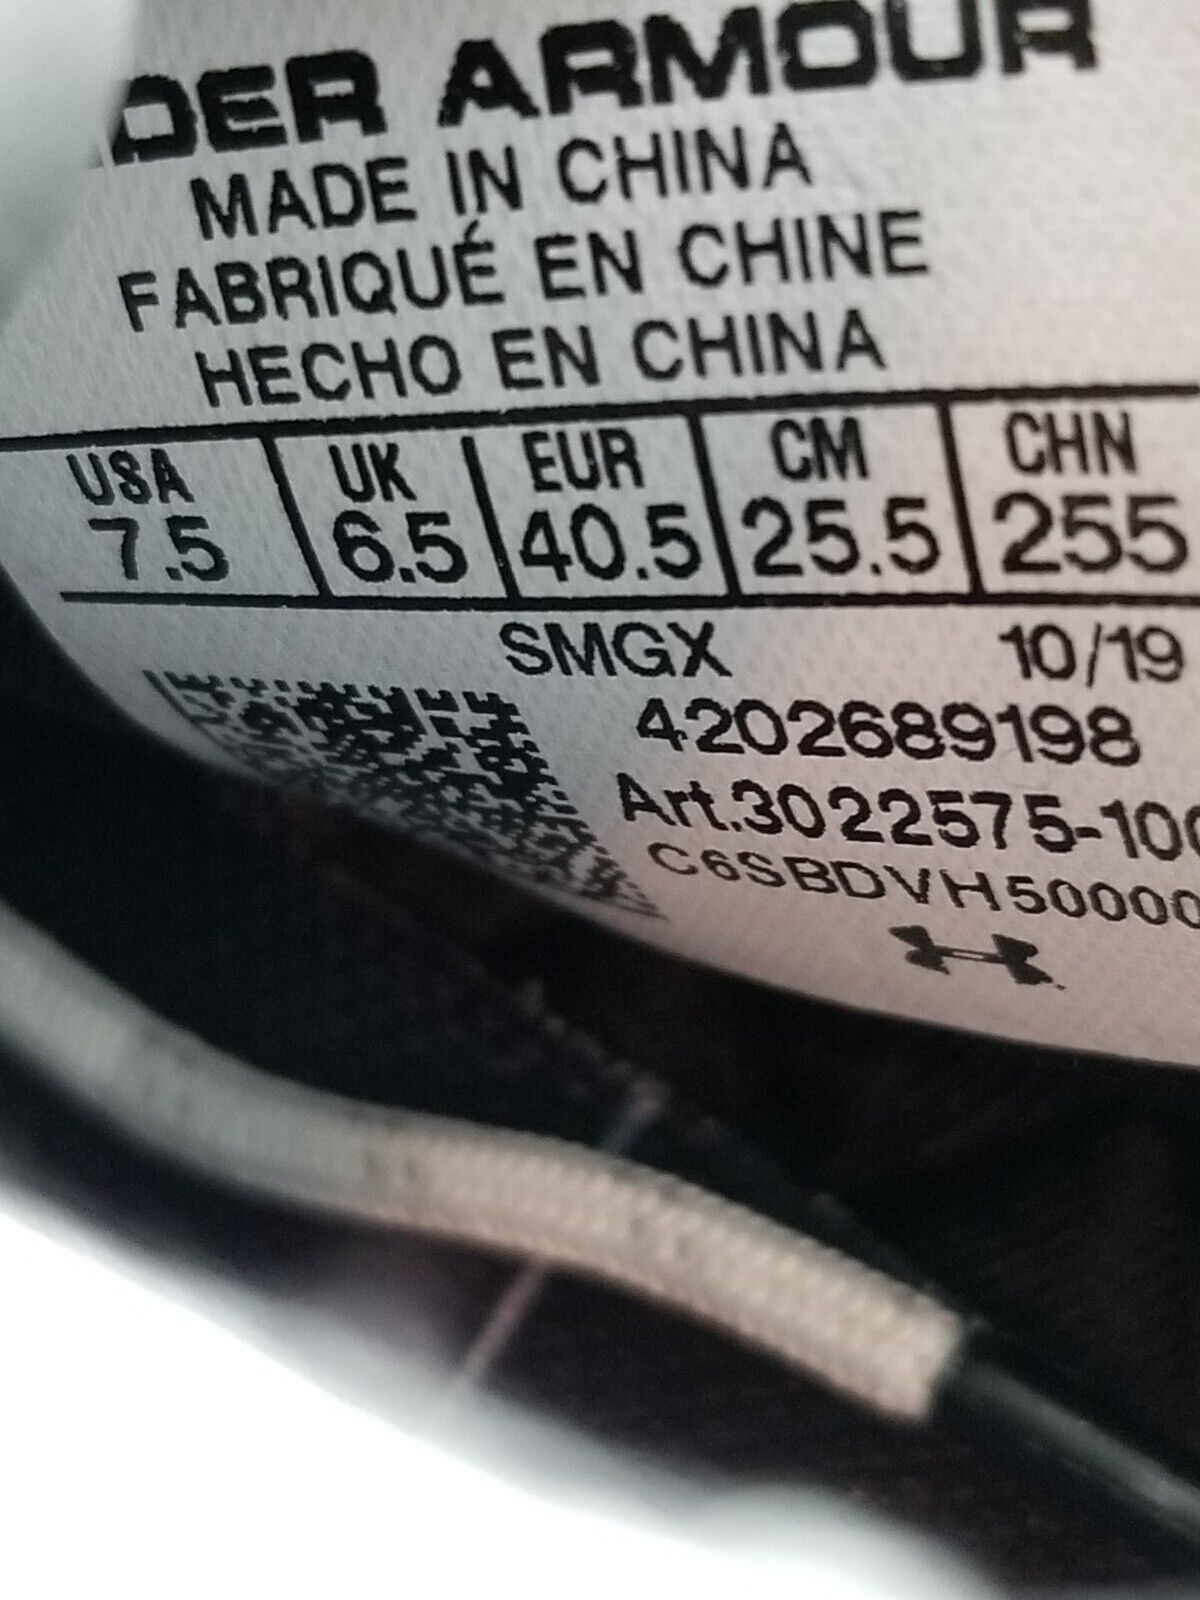 DER ARMOUR
MADE IN CHINA
FABRIQUÉ EN CHINE
HECHO EN CHINA
USA UK EUR CM CHN
7.5 6.5 40.5 25.5 255
SMGX 10/19
4202689198
Art.3022575-10
C6SBDVH50000